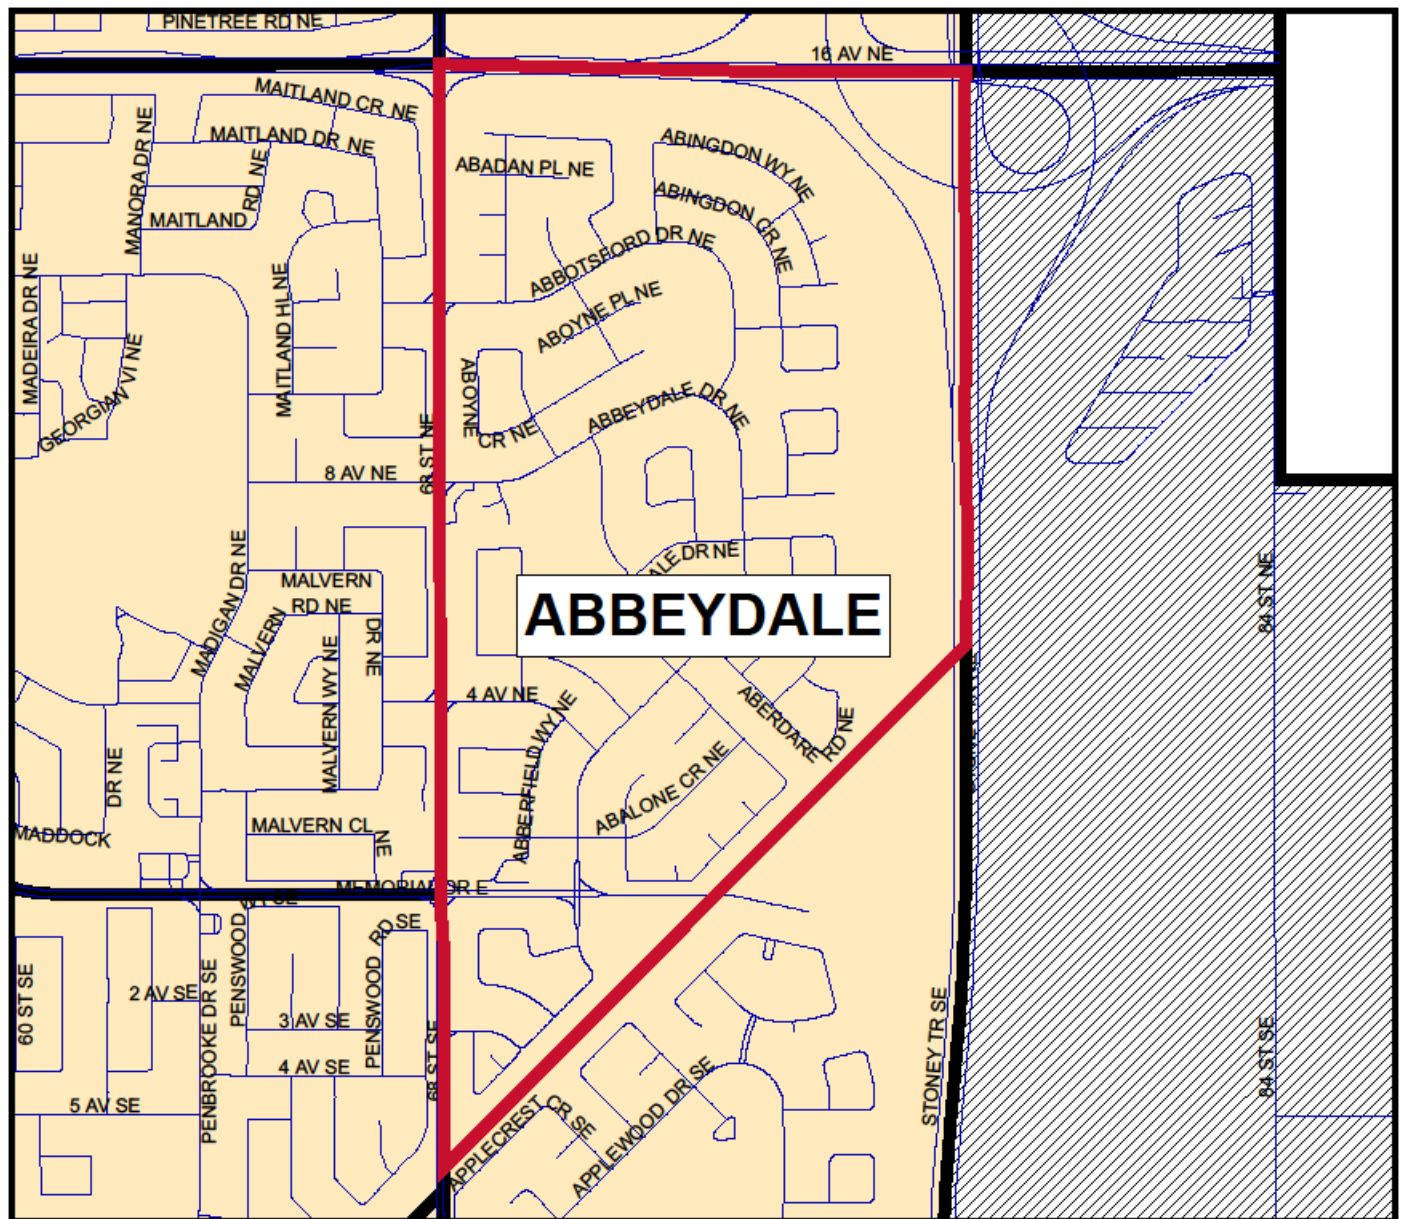 PINETREE RD NE
16 AV NE
MAITLAND CR NE
MAITLAND DR NE
MANORA DR NE
MAITLAND
RD NE
ABADAN PL NE
ABINGDON WY NE
ABINGDON CR NE
ABBOTSFORD DR NE
ABOYNE PL NE
MADEIRA DR NE
MAITLAND HL NE
GEORGIAN VI NE
ABOYNE
CR NE
ABBEYDALE DR NE
68 ST NE
8 AV NE
MADIGAN DR NE
ALE DR NE
84 ST NE
MALVERN
RD NE
DR NE
MALVERN
MALVERN WY NE
ABBEYDALE
4 AV NE
ABERDARE
RD NE
ABBERFIELD WY NE
ABALONE CR NE
DR NE
MADDOCK
MALVERN CL
NE
MEMORIAL DR E
PENSWOOD
WY SE
RD SE
PENSWOOD
60 ST SE
2 AV SE
3 AV SE
4 AV SE
5 AV SE
PENBROOKE DR SE
68 ST SE
APPLECREST
CR SE
APPLEWOOD DR SE
STONEY TR SE
84 ST SE